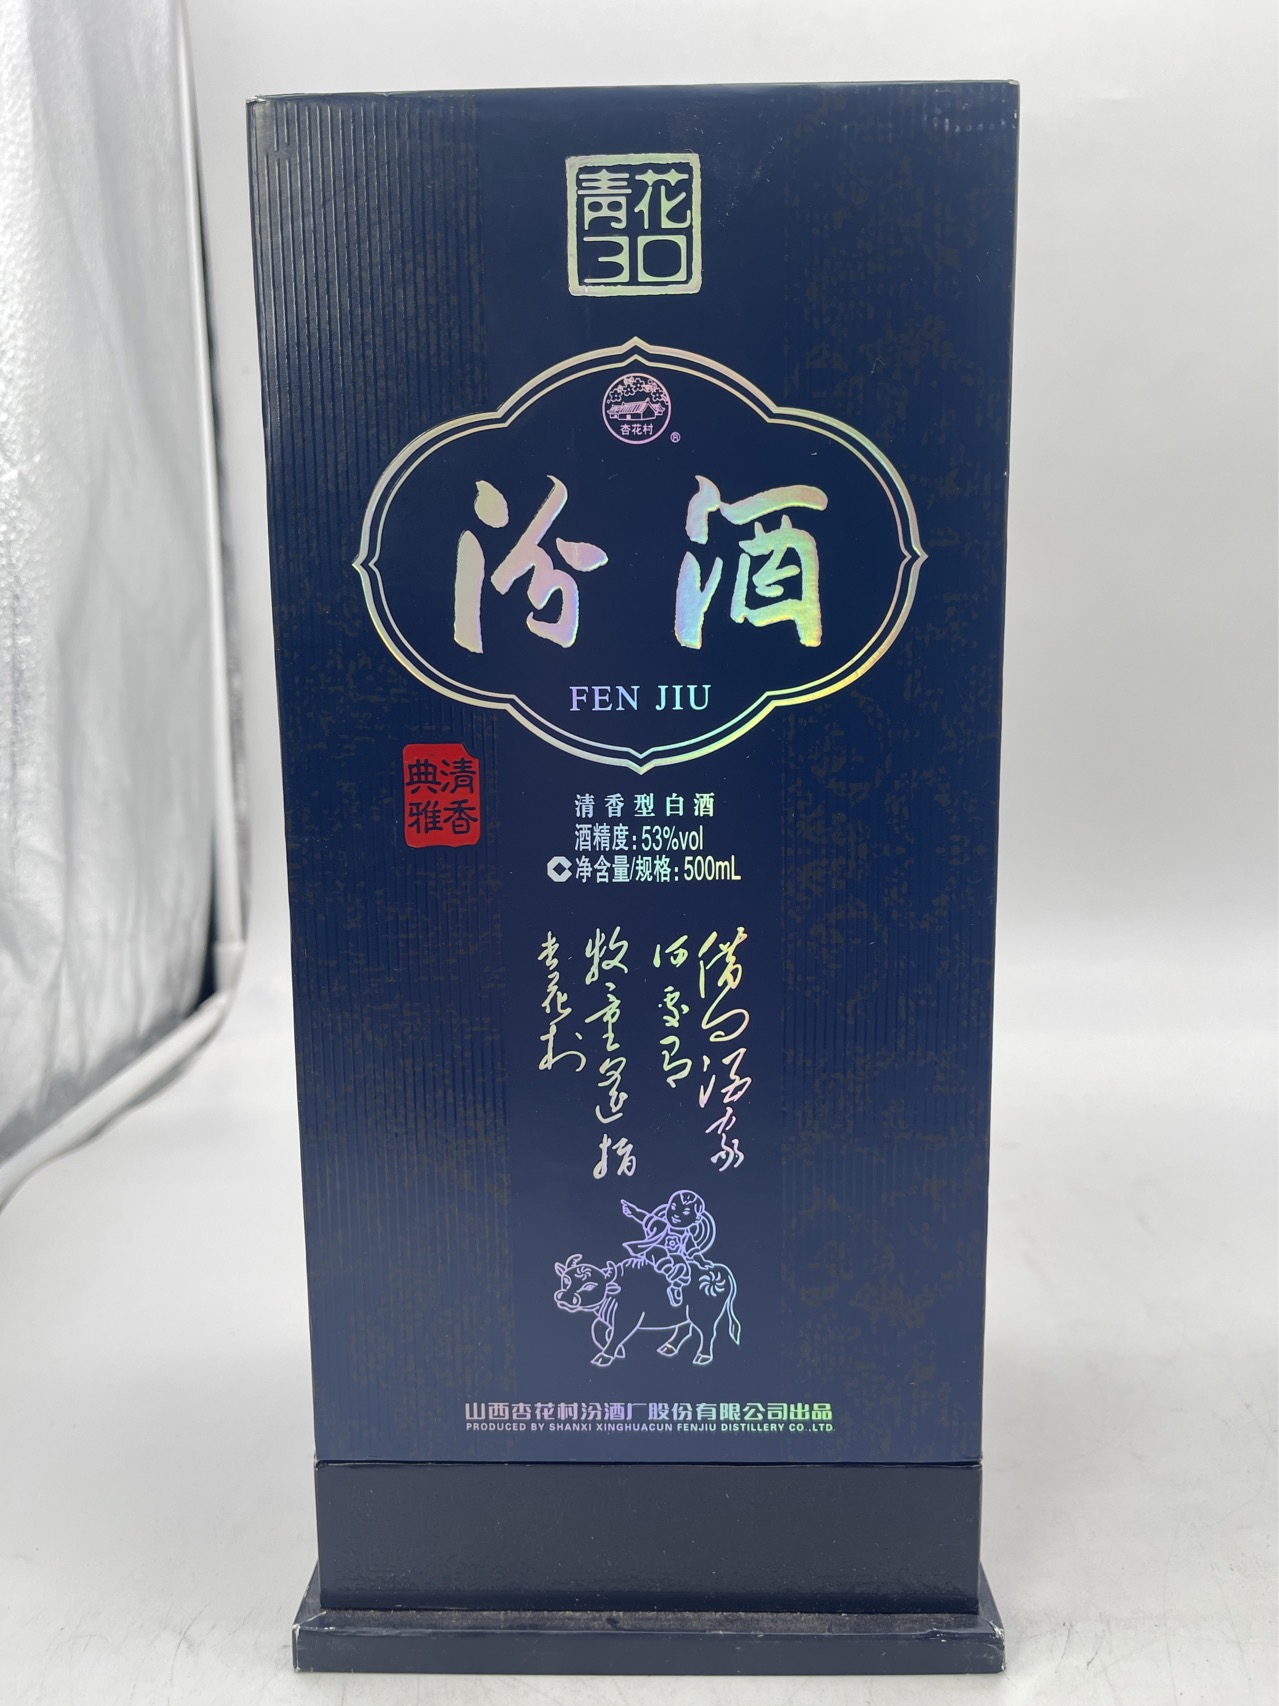 青花
30
杏花村
®
汾酒
FEN JIU
清香
典雅
清香型白酒
酒精度:53%vol
净含量/规格:500mL
借问酒家
何处有
牧童遥指
杏花村
山西杏花村汾酒厂股份有限公司出品
PRODUCED BY SHANXI XINGHUACUN FENJIU DISTILLERY CO.,LTD.